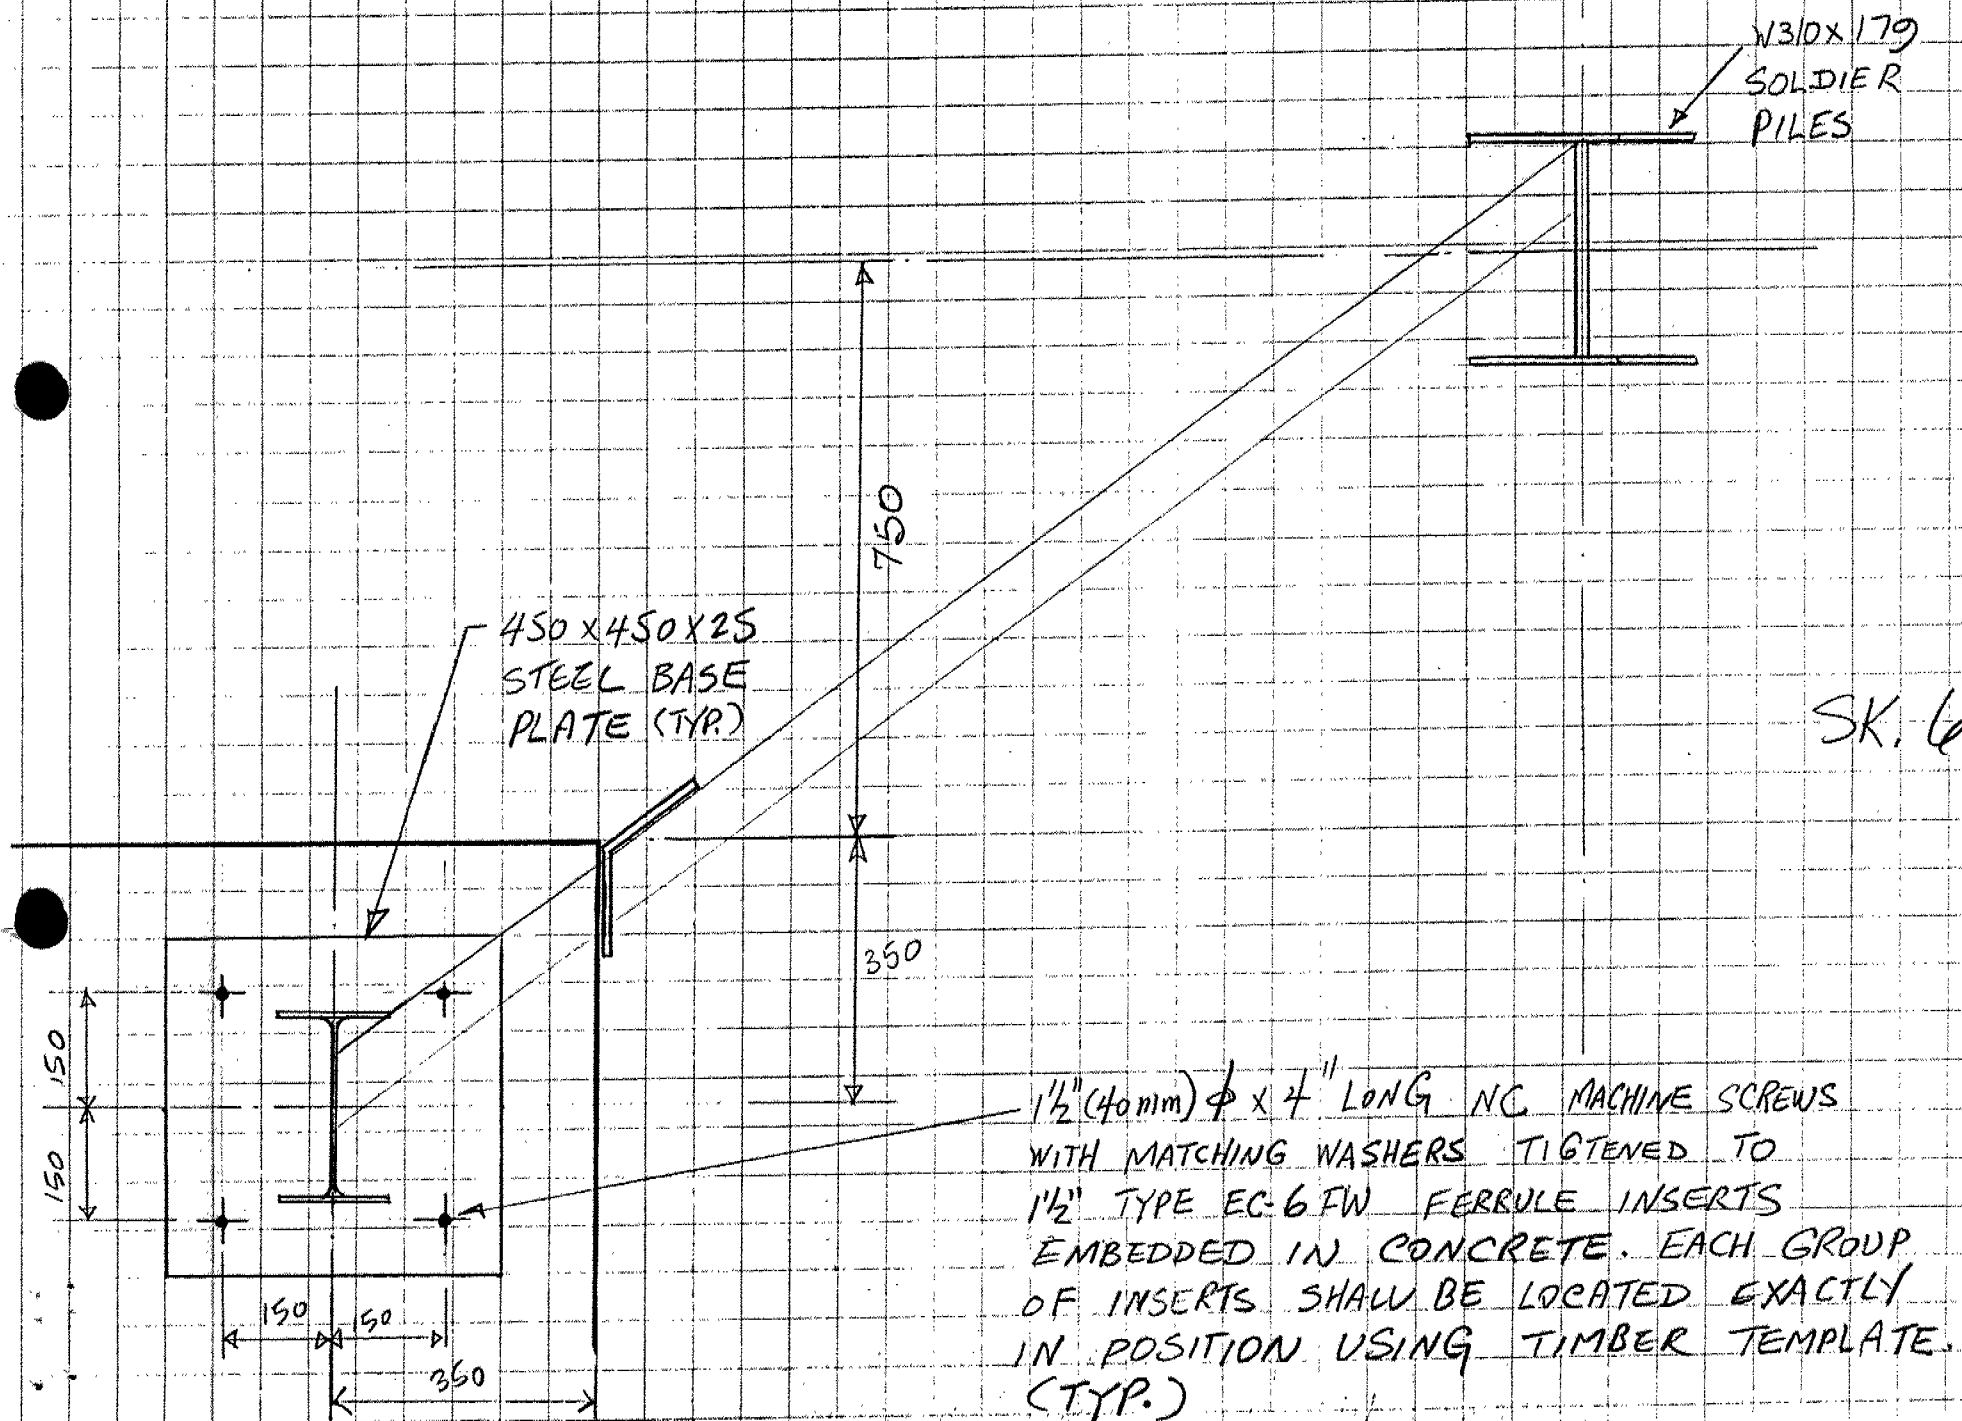 W310x179
SOLDIER
PILES
750
450x450x25
STEEL BASE
PLATE (TYP.)
SK. 6
350
150
150
1½"(40mm) ϕ x 4" LONG NC MACHINE SCREWS
WITH MATCHING WASHERS TIGTENED TO
1½" TYPE EC-6 FW FERRULE INSERTS
EMBEDDED IN CONCRETE. EACH GROUP
OF INSERTS SHALL BE LOCATED EXACTLY
IN POSITION USING TIMBER TEMPLATE.
(TYP.)
150
150
350